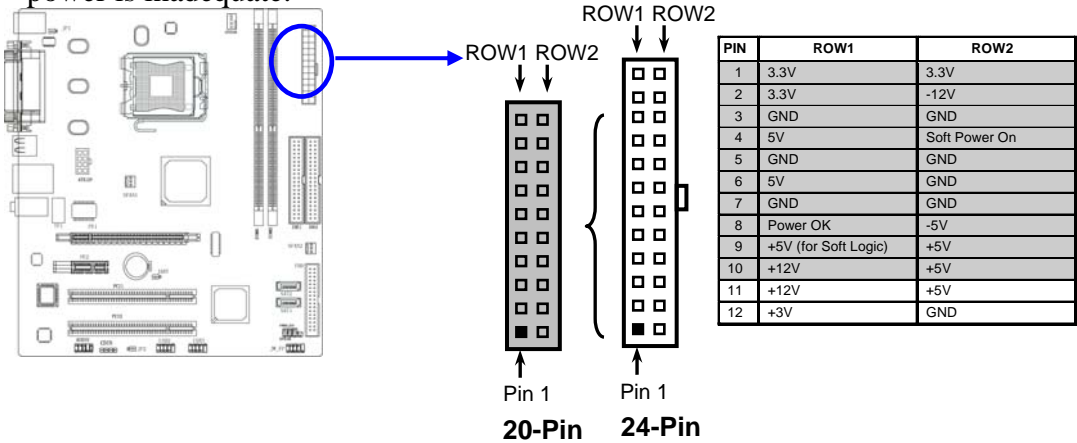 power is inadequate.
ROW1 ROW2
ROW1 ROW2
Pin 1
20-Pin
Pin 1
24-Pin
PIN ROW1 ROW2
1 3.3V 3.3V
2 3.3V -12V
3 GND GND
4 5V Soft Power On
5 GND GND
6 5V GND
7 GND GND
8 Power OK -5V
9 +5V (for Soft Logic) +5V
10 +12V +5V
11 +12V +5V
12 +3V GND